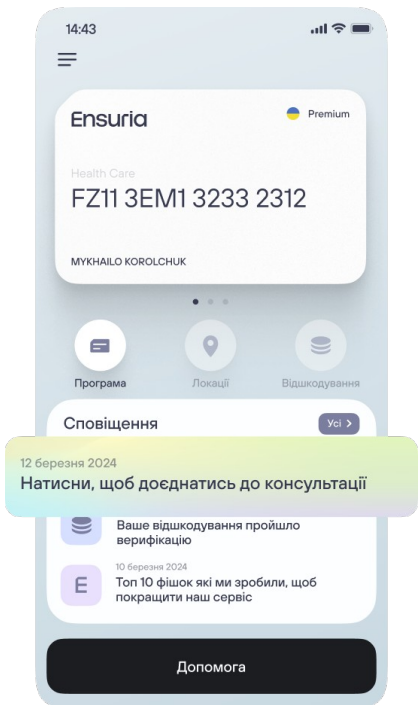 14:43
Ensuria
Premium
Health Care
FZ11 3EM1 3233 2312
MYKHAILO KOROLCHUK
Програма
Локації
Відшкодування
Сповіщення
Усі
12 березня 2024
Натисни, щоб доєднатись до консультації
Ваше відшкодування пройшло
верифікацію
E
10 березня 2024
Топ 10 фішок які ми зробили, щоб
покращити наш сервіс
Допомога